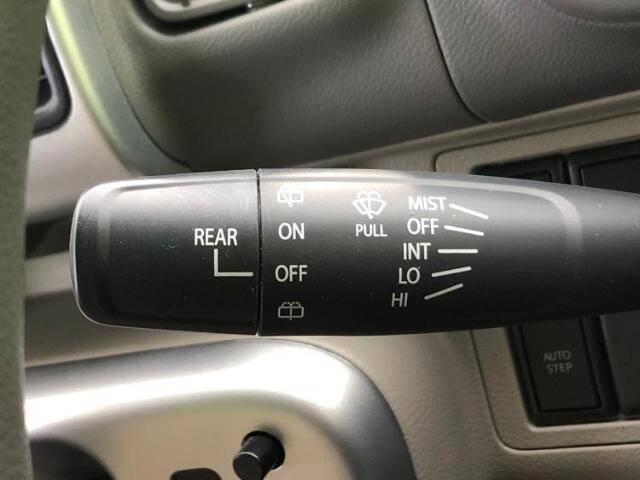 REAR
ON
OFF
PULL
MIST
OFF
INT
LO
HI
AUTO
STEP